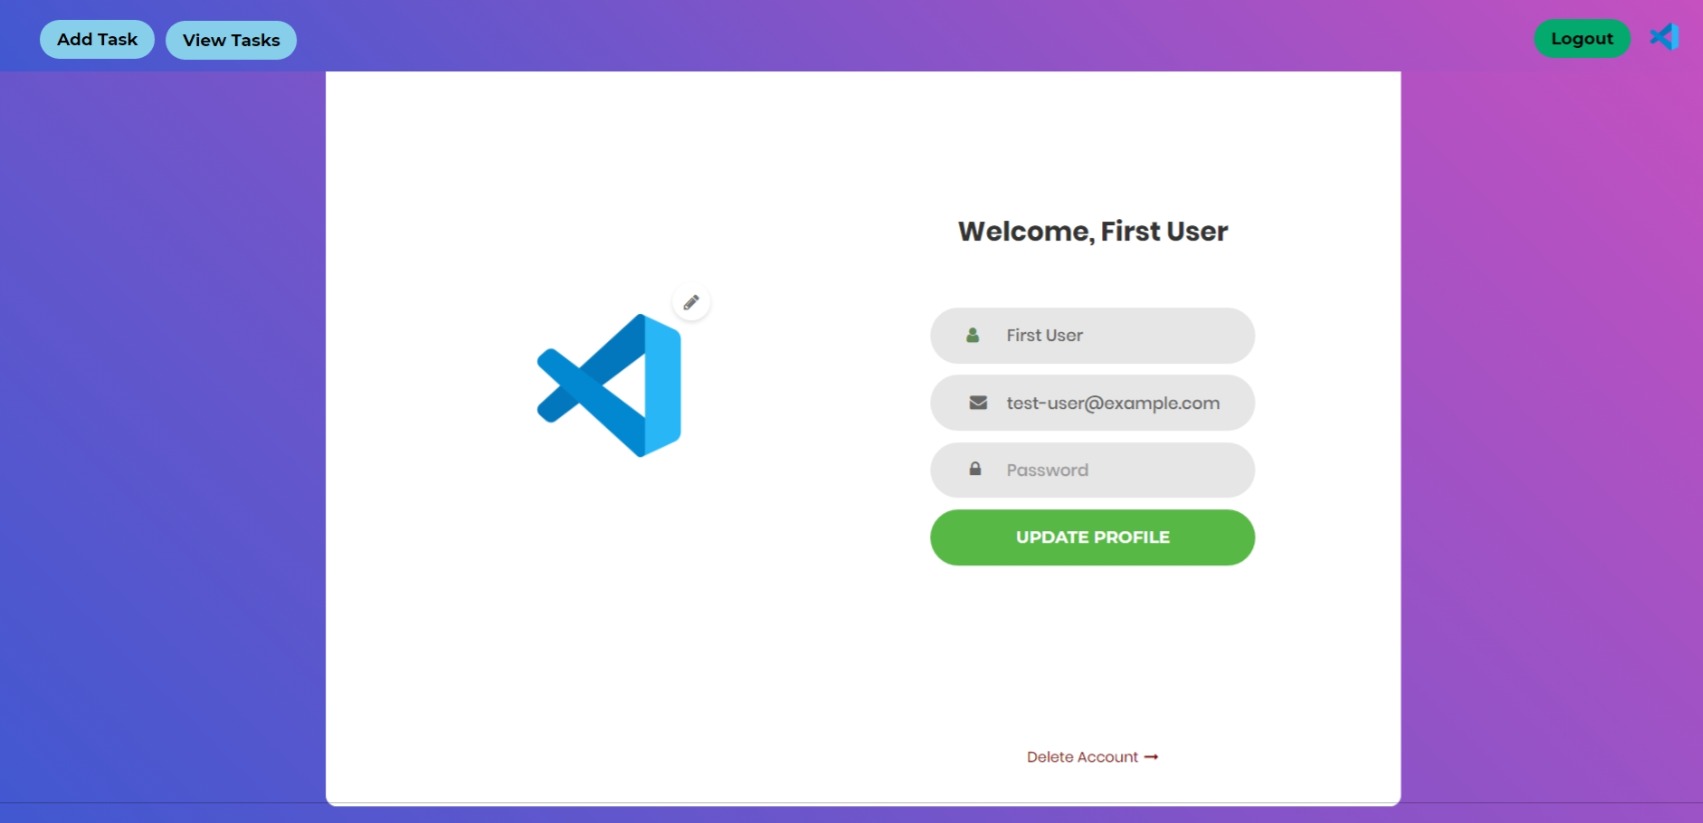 Add Task
View Tasks
Logout
Welcome, First User
First User
test-user@example.com
Password
UPDATE PROFILE
Delete Account